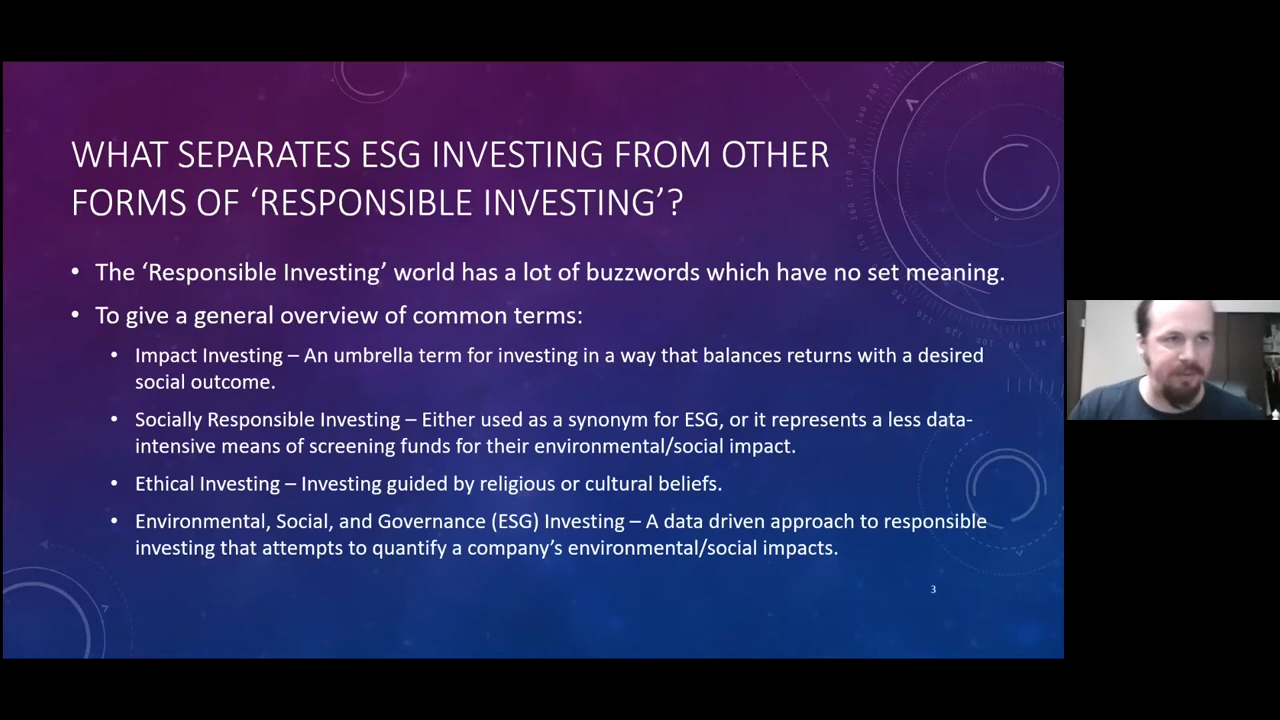 WHAT SEPARATES ESG INVESTING FROM OTHER
FORMS OF ‘RESPONSIBLE INVESTING’?
• The ‘Responsible Investing’ world has a lot of buzzwords which have no set meaning.
• To give a general overview of common terms:
• Impact Investing – An umbrella term for investing in a way that balances returns with a desired
social outcome.
• Socially Responsible Investing – Either used as a synonym for ESG, or it represents a less data-
intensive means of screening funds for their environmental/social impact.
• Ethical Investing – Investing guided by religious or cultural beliefs.
• Environmental, Social, and Governance (ESG) Investing – A data driven approach to responsible
investing that attempts to quantify a company’s environmental/social impacts.
3